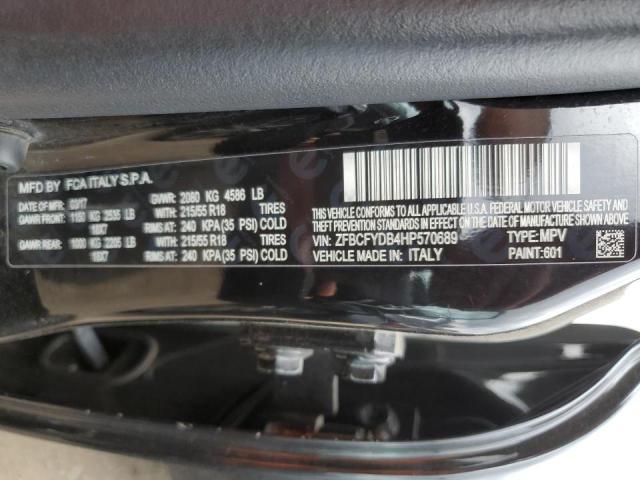 MFD BY FCA ITALY S.P.A.
DATE OF MFR: 03/17 GVWR: 2080 KG 4586 LB
GAWR FRONT: 1150 KG 2535 LB WITH: 215/55 R18 TIRES
18X7 RIMS AT: 240 KPA(35 PSI) COLD
GAWR REAR: 1000 KG 2205 LB WITH: 215/55 R18 TIRES
18X7 RIMS AT: 240 KPA(35 PSI) COLD
THIS VEHICLE CONFORMS TO ALL APPLICABLE U.S.A. FEDERAL MOTOR VEHICLE SAFETY AND
THEFT PREVENTION STANDARDS IN EFFECT ON THE DATE OF MANUFACTURE SHOWN ABOVE.
VIN: ZFBCFYDB4HP570689 TYPE: MPV
VEHICLE MADE IN: ITALY PAINT:601